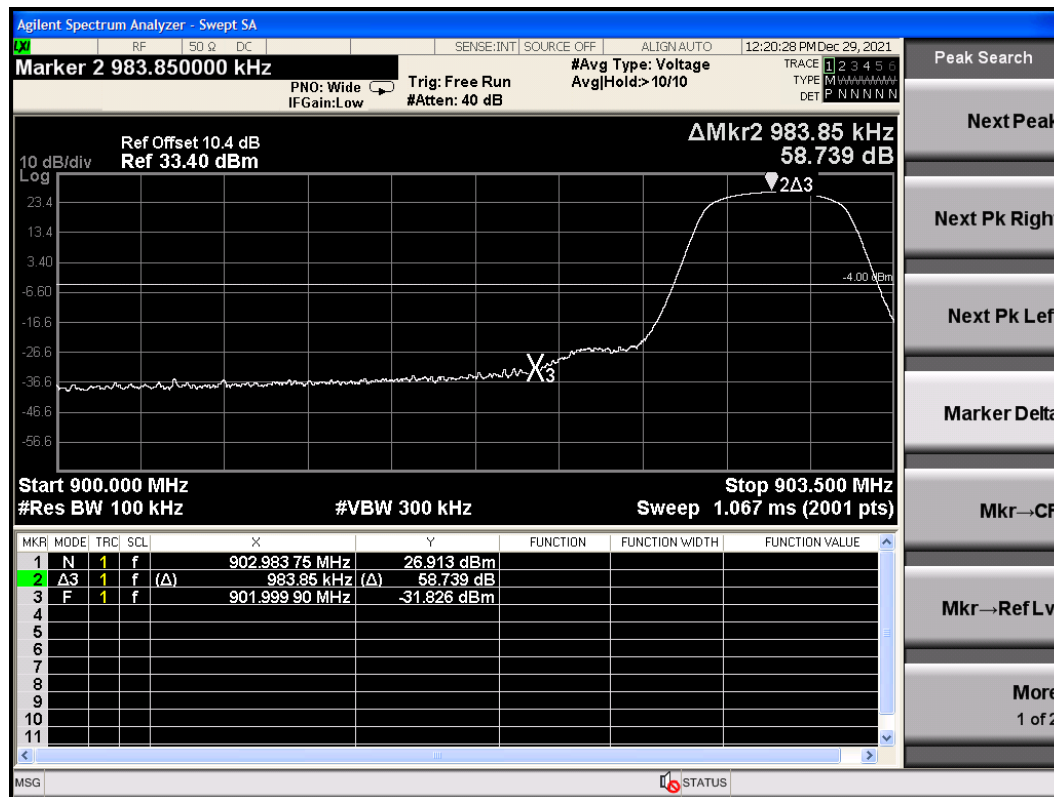 Agilent Spectrum Analyzer - Swept SA
LXI RF 50 Ω DC SENSE:INT SOURCE OFF ALIGN AUTO 12:20:28 PM Dec 29, 2021
Marker 2 983.850000 kHz
PNO: Wide
IFGain:Low
Trig: Free Run
#Atten: 40 dB
#Avg Type: Voltage
Avg|Hold:>10/10
TRACE 1 2 3 4 5 6
TYPE M
DET P N N N N N
Peak Search
Next Peak
Next Pk Right
Next Pk Left
Marker Delta
Mkr→CF
Mkr→Ref Lv
More
1 of 2
Ref Offset 10.4 dB
10 dB/div Ref 33.40 dBm
Log
ΔMkr2 983.85 kHz
58.739 dB
23.4
13.4
3.40
-6.60
-16.6
-26.6
-36.6
-46.6
-56.6
2Δ3
-4.00 dBm
X3
Start 900.000 MHz Stop 903.500 MHz
#Res BW 100 kHz #VBW 300 kHz Sweep 1.067 ms (2001 pts)
MKR MODE TRC SCL X Y FUNCTION FUNCTION WIDTH FUNCTION VALUE
1 N 1 f 902.983 75 MHz 26.913 dBm
2 Δ3 1 f (Δ) 983.85 kHz (Δ) 58.739 dB
3 F 1 f 901.999 90 MHz -31.826 dBm
4
5
6
7
8
9
10
11
MSG STATUS